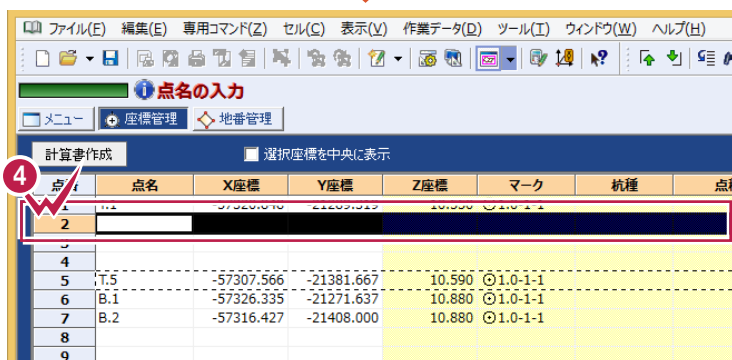 ファイル(F) 編集(E) 専用コマンド(Z) セル(C) 表示(V) 作業データ(D) ツール(T) ウィンドウ(W) ヘルプ(H)
点名の入力
メニュー 座標管理 地番管理
計算書作成 選択座標を中央に表示
4
点名 X座標 Y座標 Z座標 マーク 杭種
2
4
5 T.5 -57307.566 -21381.667 10.590 1.0-1-1
6 B.1 -57326.335 -21271.637 10.880 1.0-1-1
7 B.2 -57316.427 -21408.000 10.880 1.0-1-1
8
9